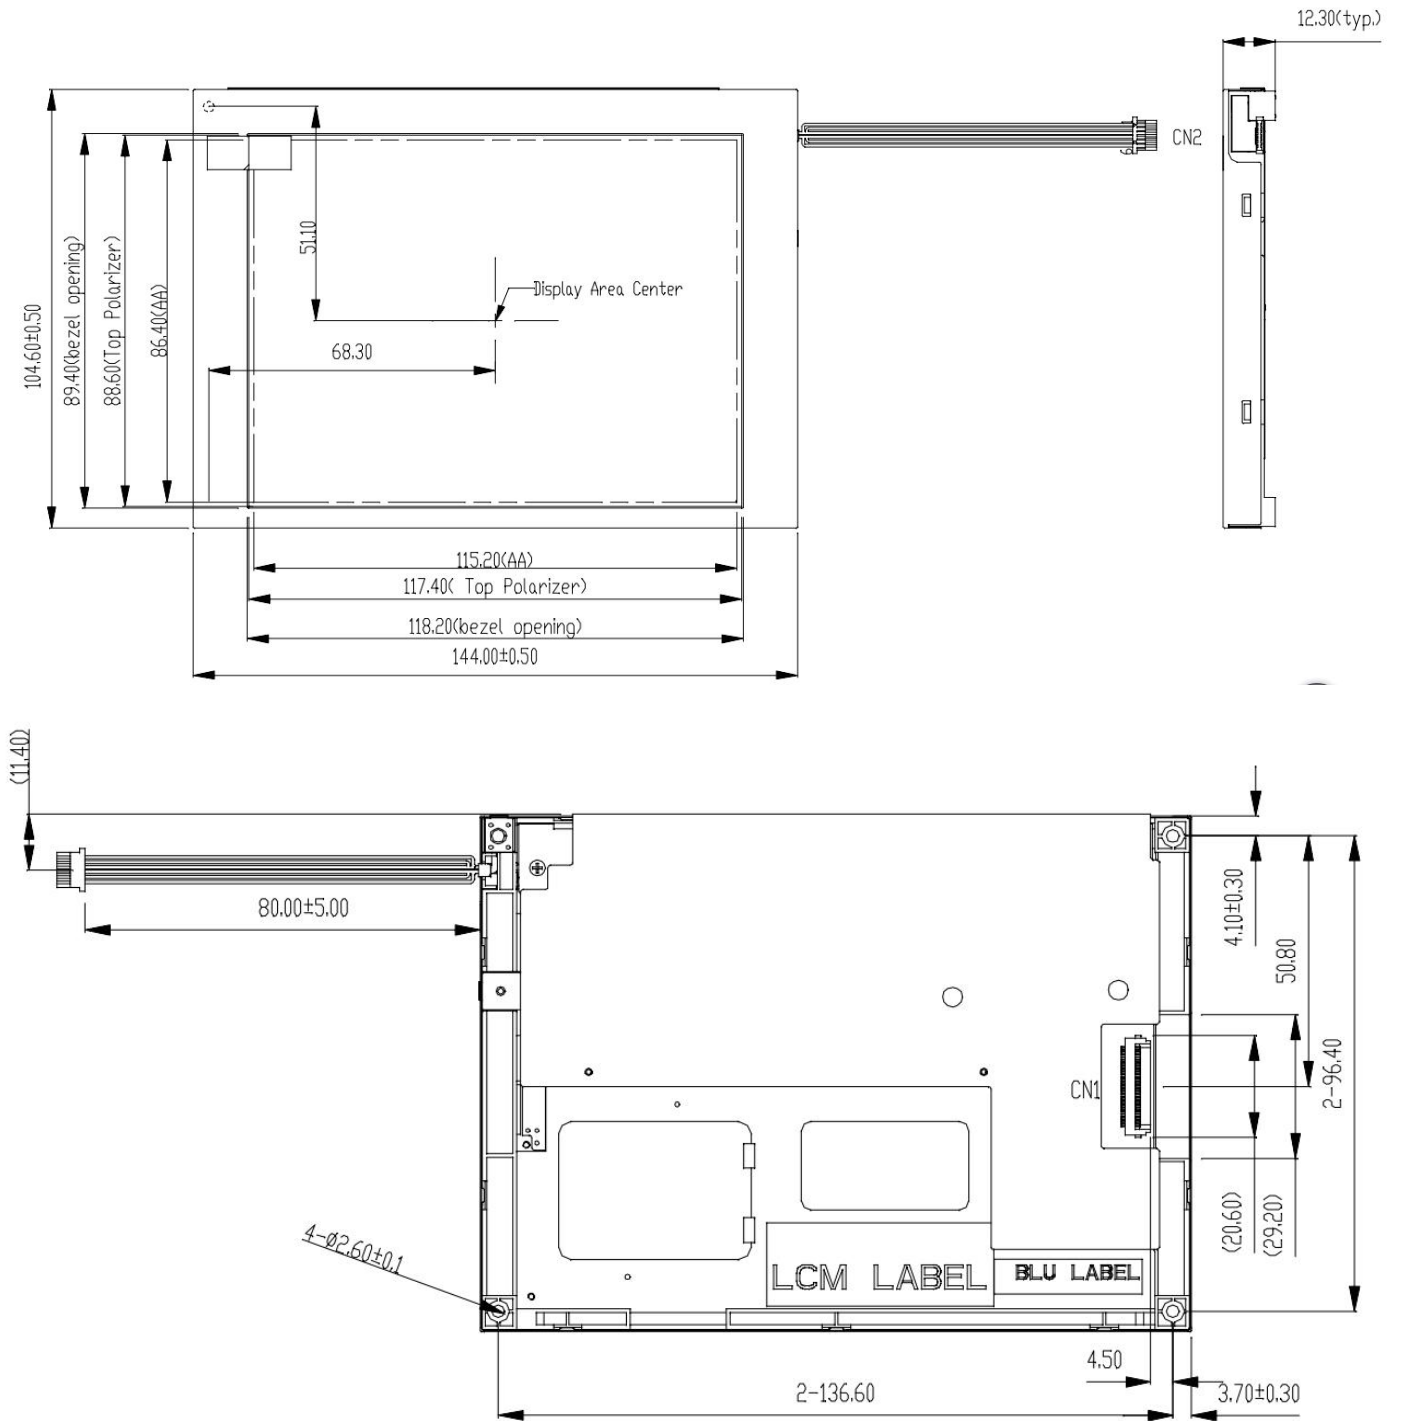 12.30(typ.)
CN2
104.60±0.50
89.40(bezel opening)
88.60(Top Polarizer)
86.40(AA)
51.10
Display Area Center
68.30
115.20(AA)
117.40( Top Polarizer)
118.20(bezel opening)
144.00±0.50
(11.40)
80.00±5.00
4.10±0.30
50.80
2-96.40
CN1
(20.60)
(29.20)
4-ø2.60±0.1
LCM LABEL
BLU LABEL
4.50
2-136.60
3.70±0.30